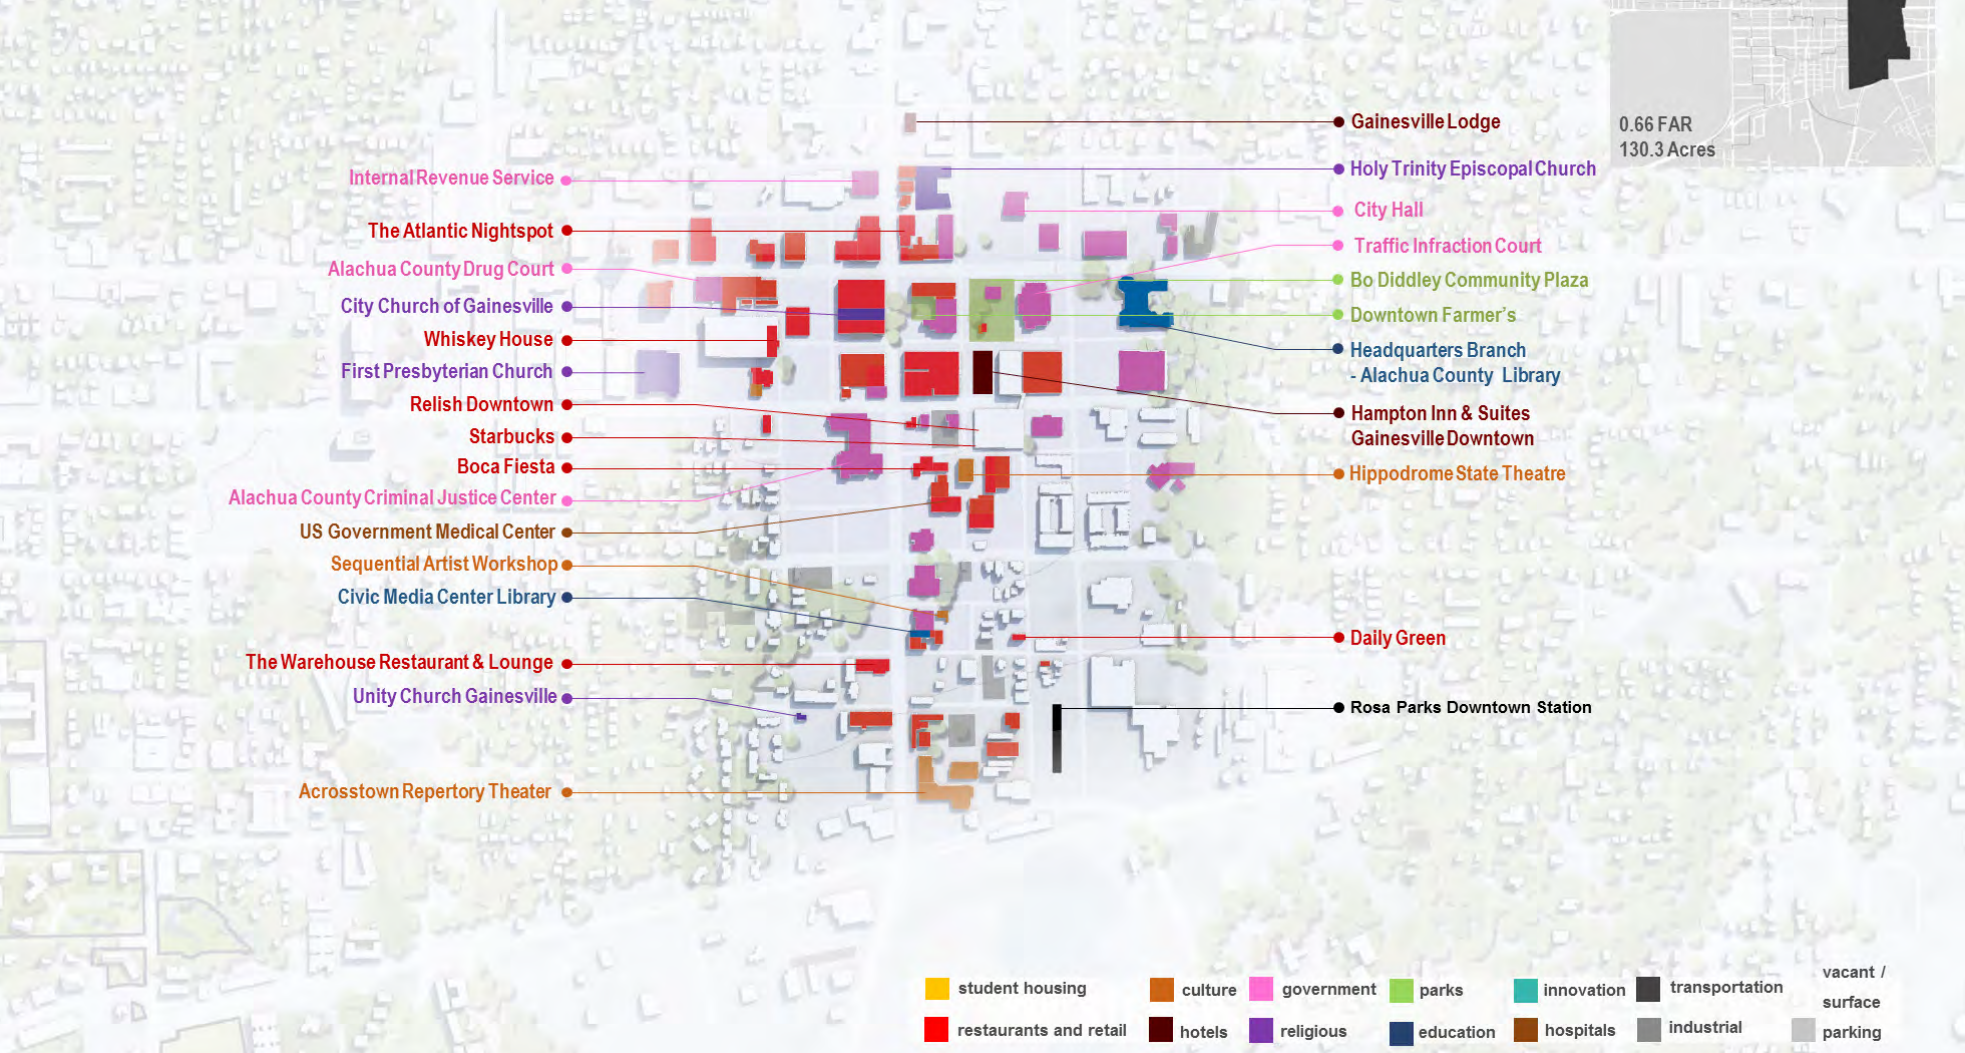 0.66 FAR
130.3 Acres
Internal Revenue Service
The Atlantic Nightspot
Alachua County Drug Court
City Church of Gainesville
Whiskey House
First Presbyterian Church
Relish Downtown
Starbucks
Boca Fiesta
Alachua County Criminal Justice Center
US Government Medical Center
Sequential Artist Workshop
Civic Media Center Library
The Warehouse Restaurant & Lounge
Unity Church Gainesville
Acrosstown Repertory Theater
Gainesville Lodge
Holy Trinity Episcopal Church
City Hall
Traffic Infraction Court
Bo Diddley Community Plaza
Downtown Farmer's
Headquarters Branch
- Alachua County Library
Hampton Inn & Suites
Gainesville Downtown
Hippodrome State Theatre
Daily Green
Rosa Parks Downtown Station
student housing
culture
government
parks
innovation
transportation
vacant /
surface
parking
restaurants and retail
hotels
religious
education
hospitals
industrial